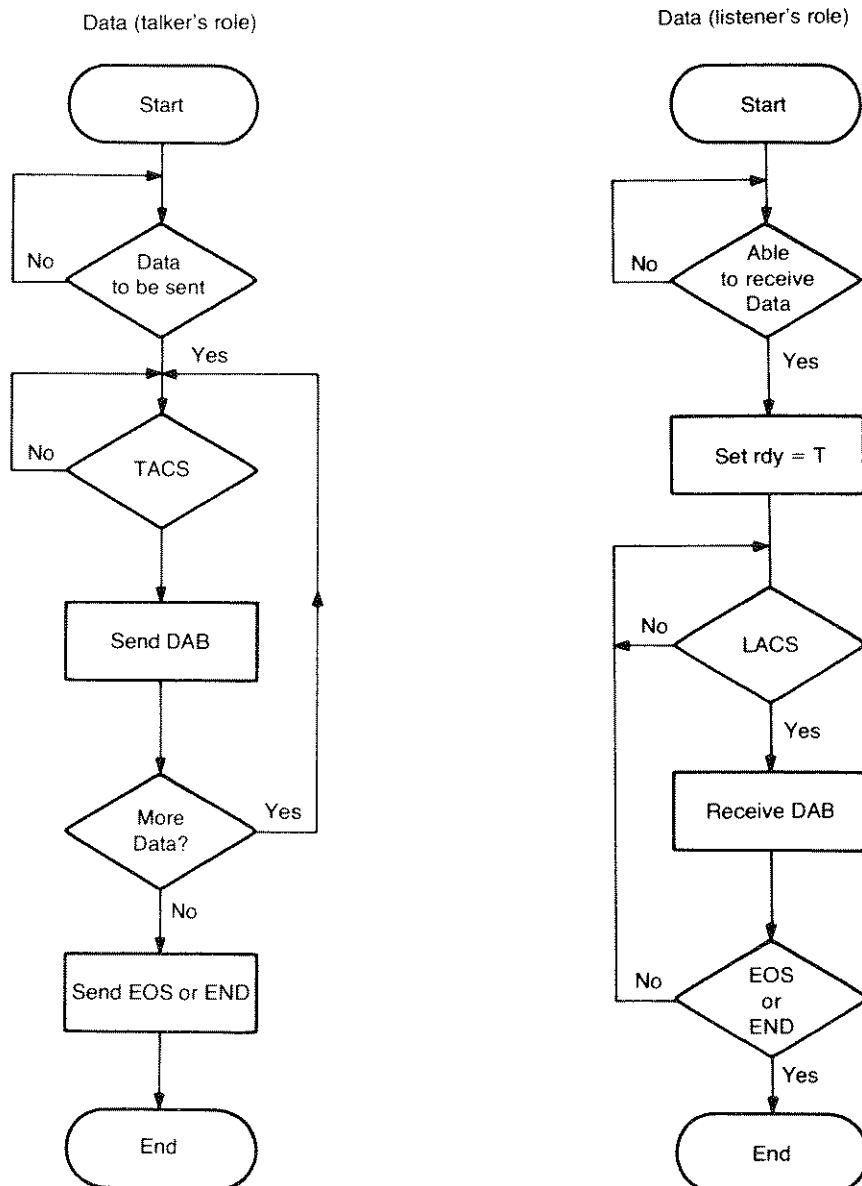 Data (talker's role)
Start
No
Data
to be sent
Yes
No
TACS
Send DAB
More
Data?
Yes
No
Send EOS or END
End
Data (listener's role)
Start
No
Able
to receive
Data
Yes
Set rdy = T
No
LACS
Yes
Receive DAB
No
EOS
or
END
Yes
End